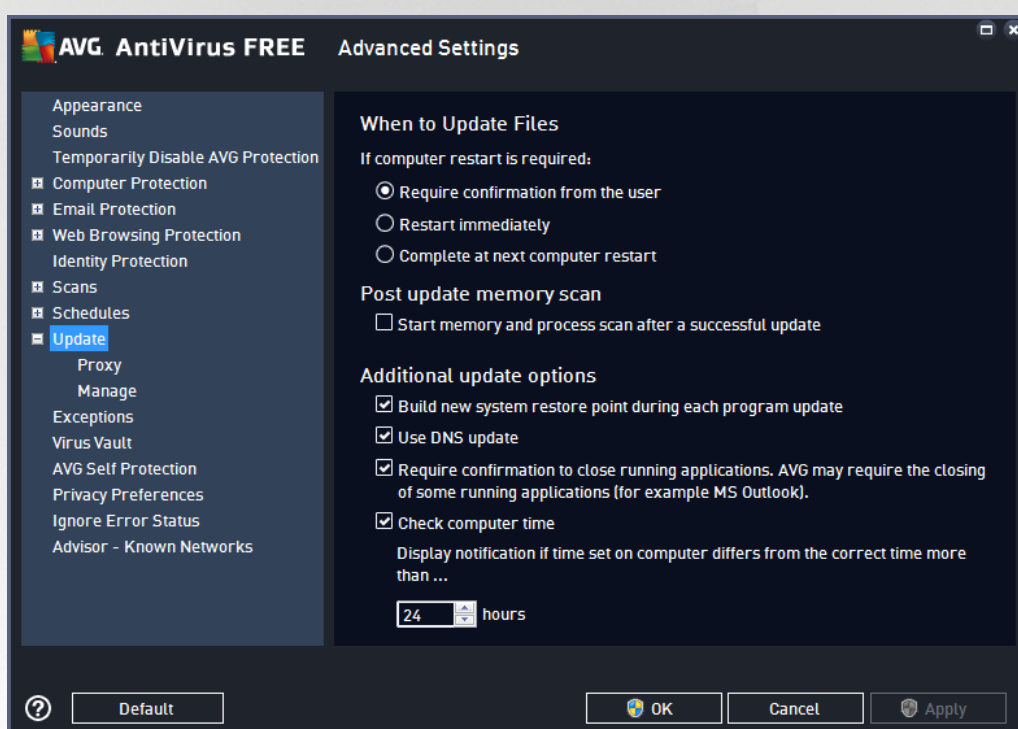 AVG. AntiVirus FREE Advanced Settings
Appearance
Sounds
Temporarily Disable AVG Protection
Computer Protection
Email Protection
Web Browsing Protection
Identity Protection
Scans
Schedules
Update
Proxy
Manage
Exceptions
Virus Vault
AVG Self Protection
Privacy Preferences
Ignore Error Status
Advisor - Known Networks
When to Update Files
If computer restart is required:
Require confirmation from the user
Restart immediately
Complete at next computer restart
Post update memory scan
Start memory and process scan after a successful update
Additional update options
Build new system restore point during each program update
Use DNS update
Require confirmation to close running applications. AVG may require the closing
of some running applications (for example MS Outlook).
Check computer time
Display notification if time set on computer differs from the correct time more
than ...
24 hours
? Default OK Cancel Apply